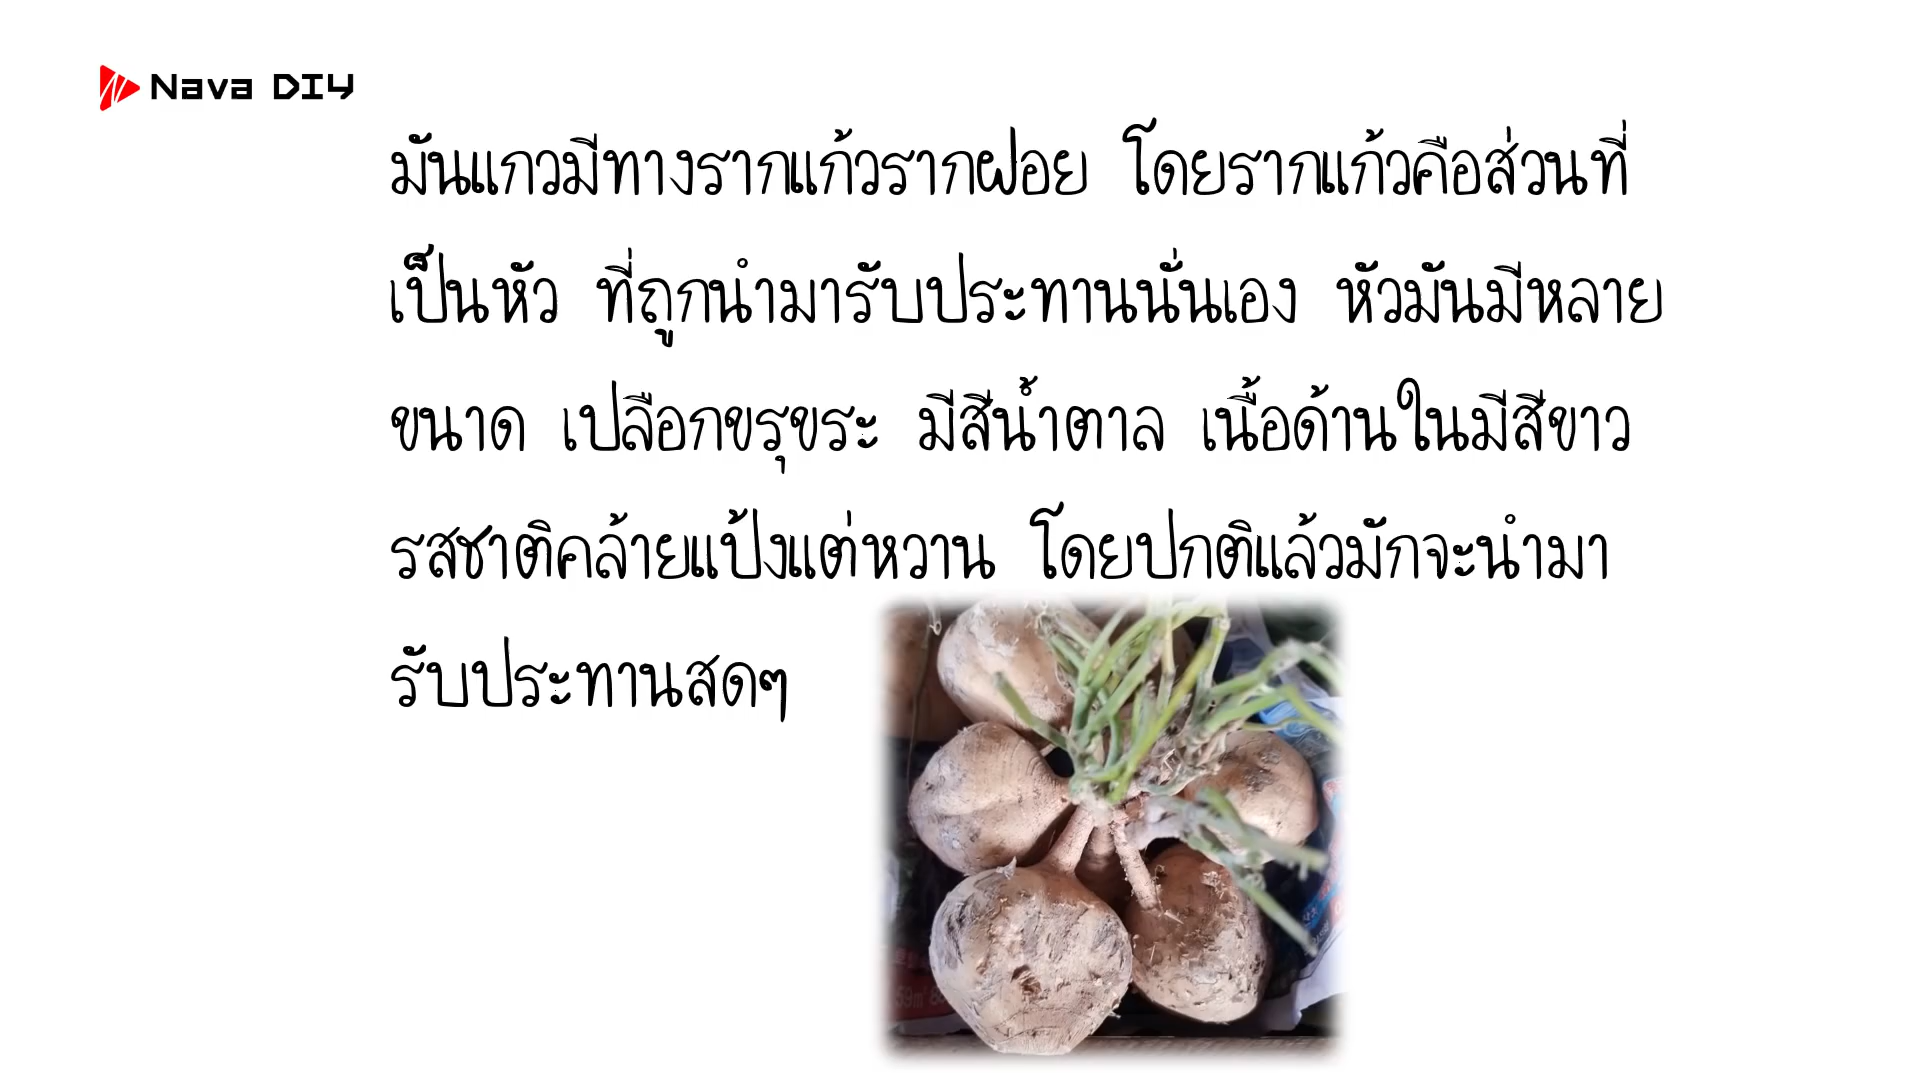 Nava DIY
มันแกวมีทางรากแก้วรากฝอย โดยรากแก้วคือส่วนที่
เป็นหัว ที่ถูกนำมารับประทานนั่นเอง หัวมันมีหลาย
ขนาด เปลือกขรุขระ มีสีน้ำตาล เนื้อด้านในมีสีขาว
รสชาติคล้ายแป้งแต่หวาน โดยปกติแล้วมักจะนำมา
รับประทานสดๆ